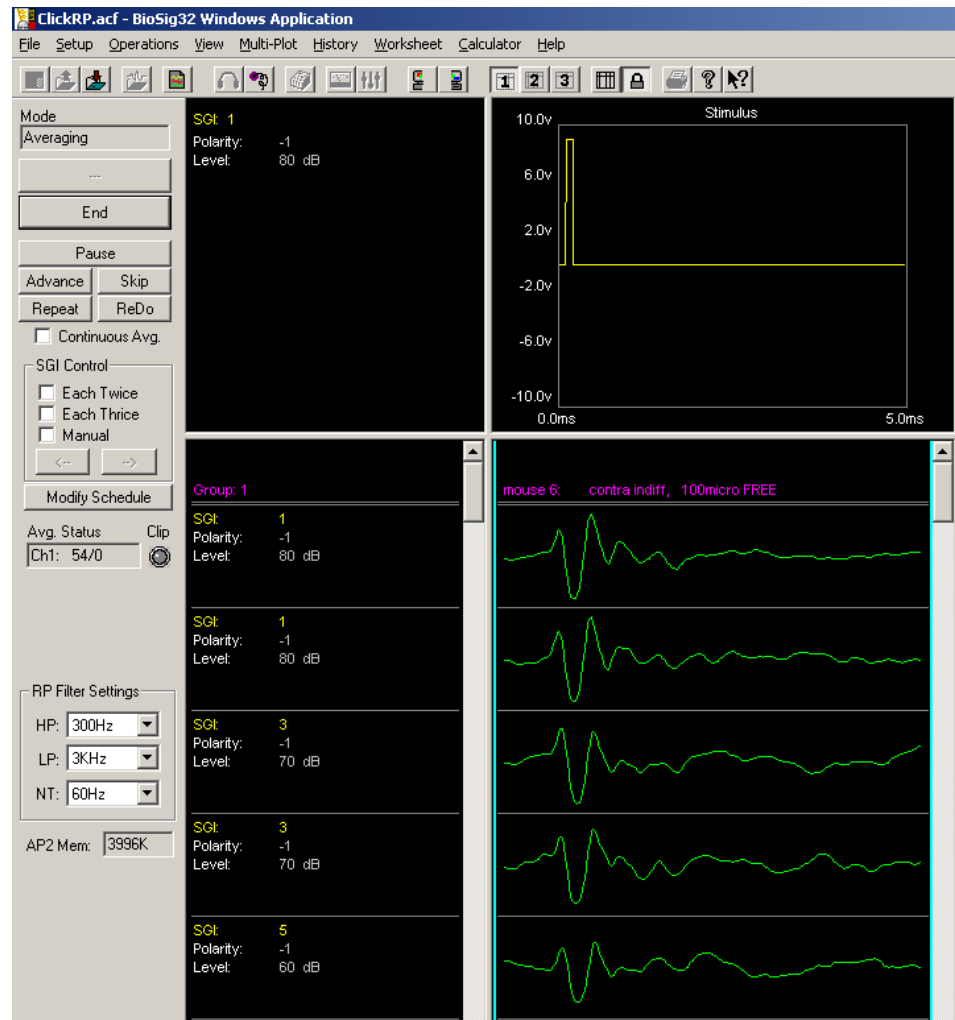 ClickRP.acf - BioSig32 Windows Application
File Setup Operations View Multi-Plot History Worksheet Calculator Help
1 2 3
Mode
Averaging
...
End
Pause
Advance Skip
Repeat ReDo
Continuous Avg.
SGI Control
Each Twice
Each Thrice
Manual
<-- -->
Modify Schedule
Avg. Status Clip
Ch1: 54/0
RP Filter Settings
HP: 300Hz
LP: 3KHz
NT: 60Hz
AP2 Mem: 3996K
SGI: 1
Polarity: -1
Level: 80 dB
Stimulus
10.0v
6.0v
2.0v
-2.0v
-6.0v
-10.0v
0.0ms 5.0ms
Group: 1
mouse 6: contra indiff, 100micro FREE
SGI: 1
Polarity: -1
Level: 80 dB
SGI: 1
Polarity: -1
Level: 80 dB
SGI: 3
Polarity: -1
Level: 70 dB
SGI: 3
Polarity: -1
Level: 70 dB
SGI: 5
Polarity: -1
Level: 60 dB